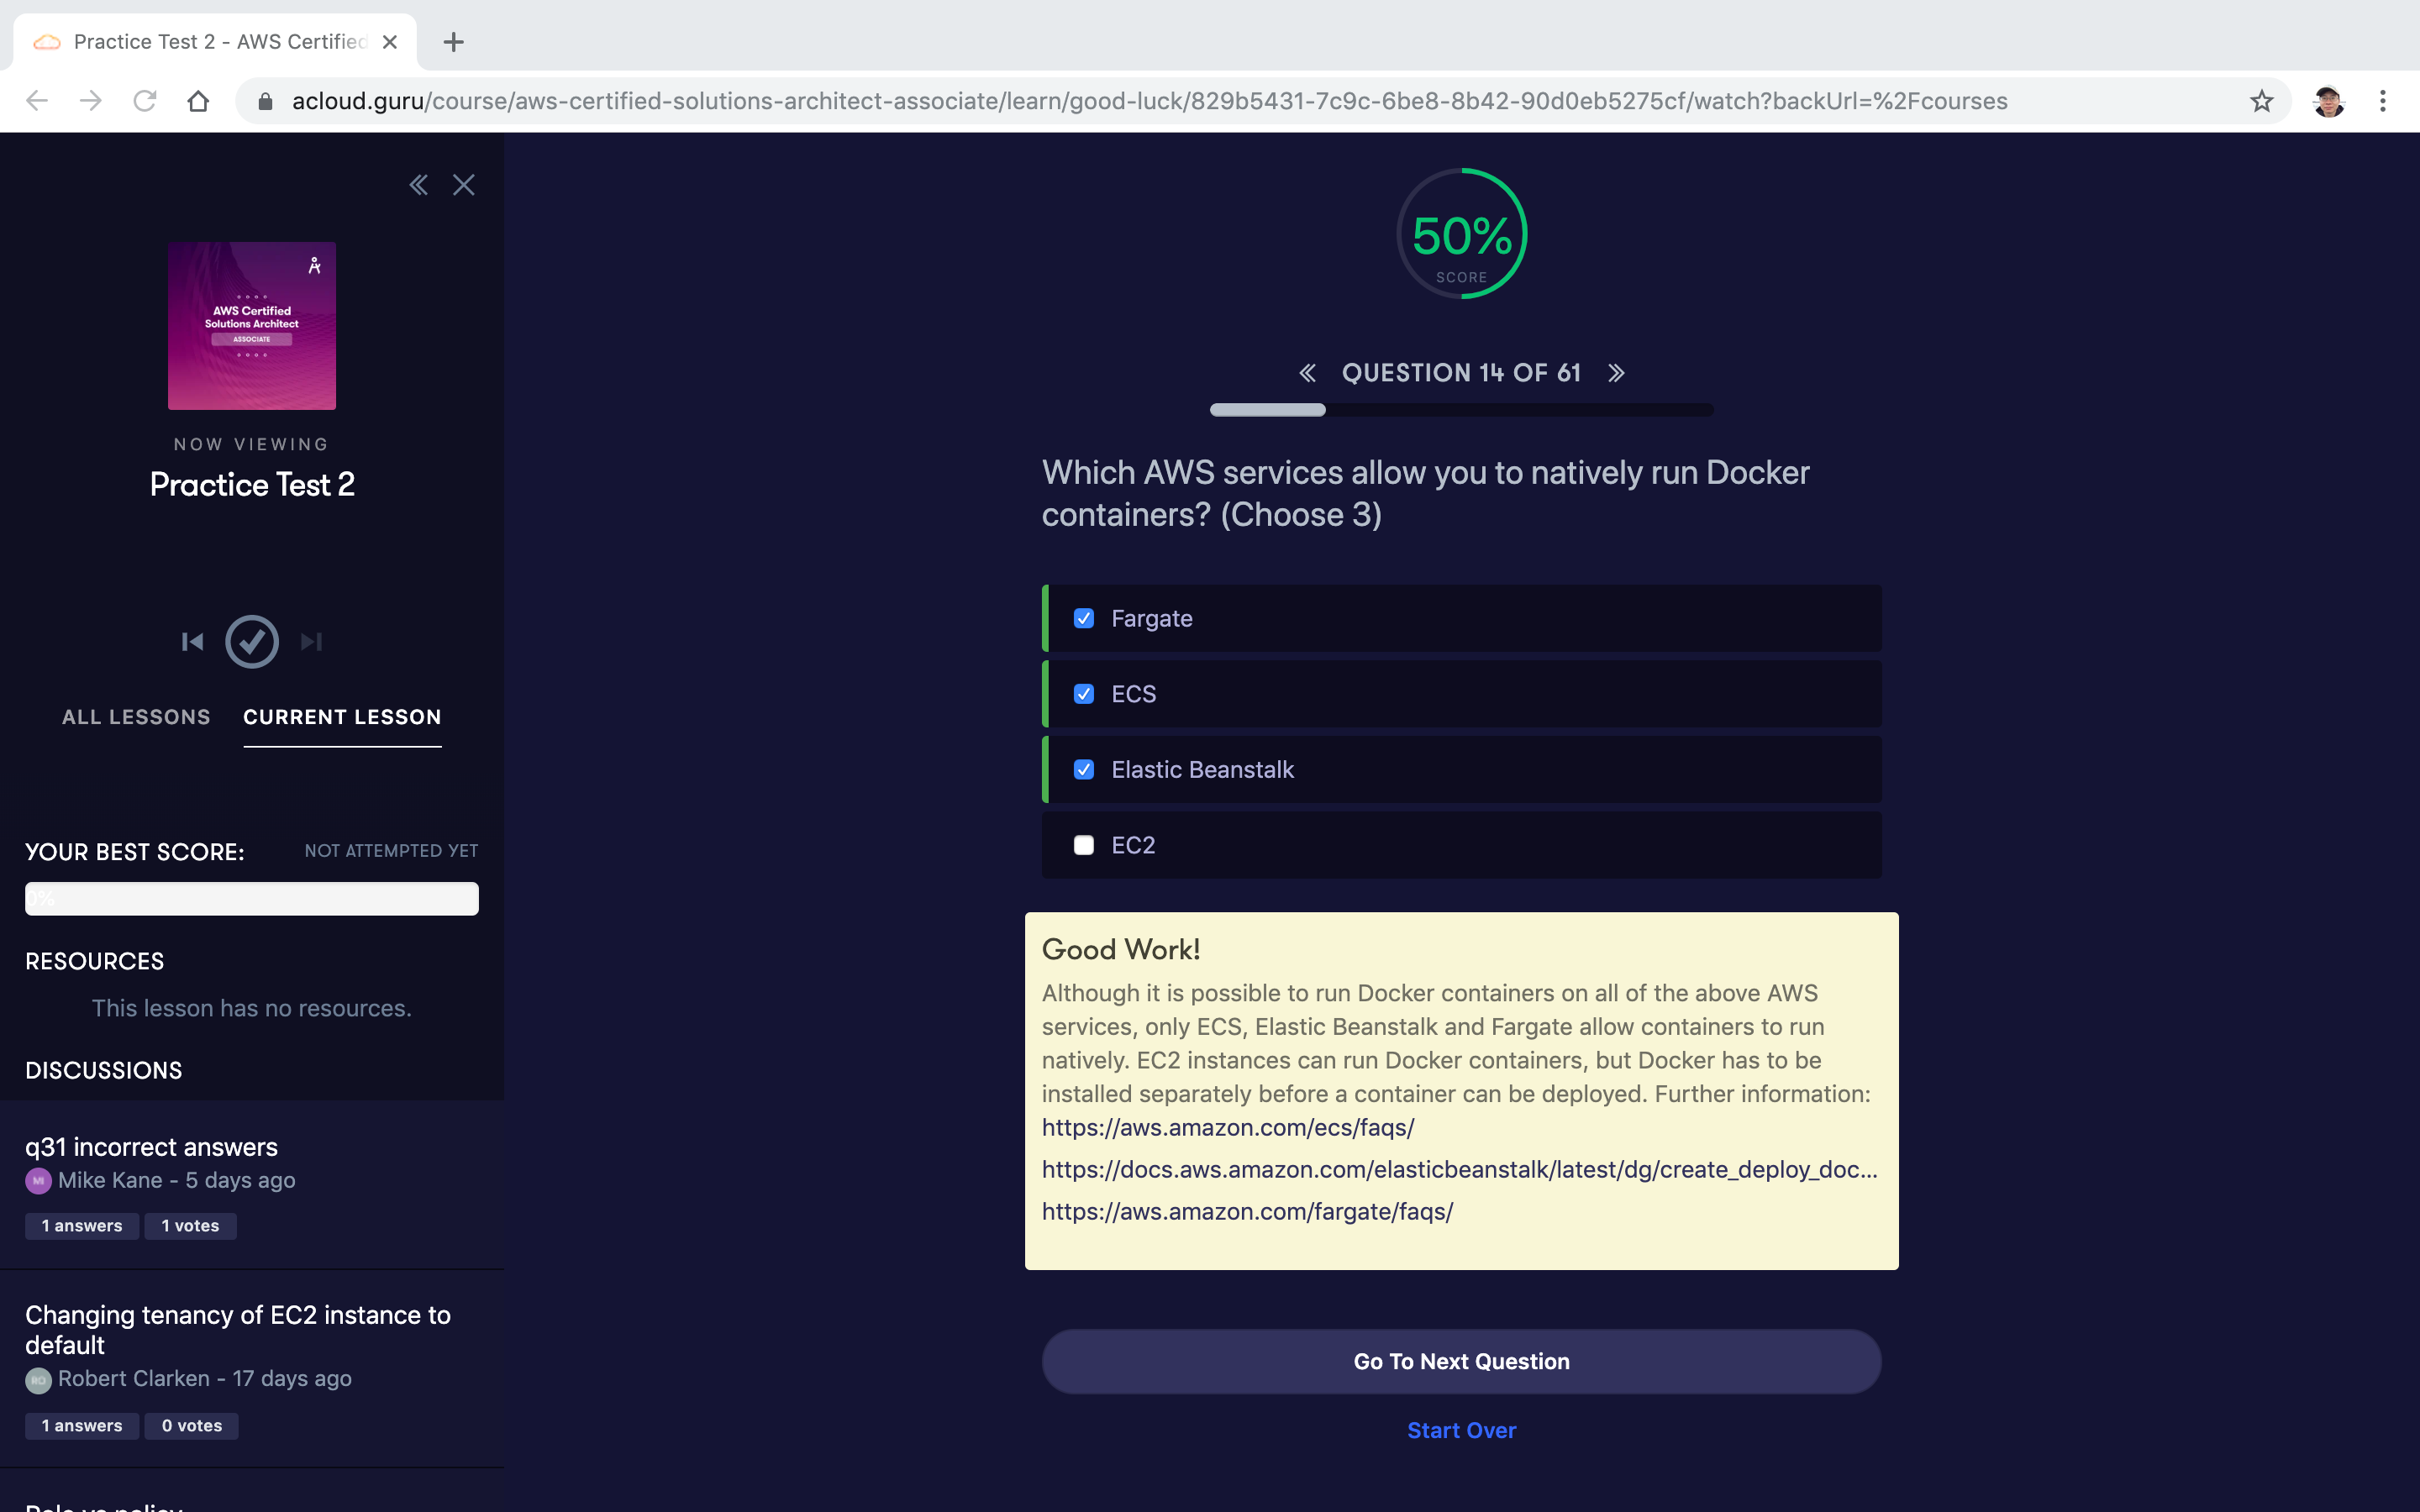 Practice Test 2 - AWS Certified
acloud.guru/course/aws-certified-solutions-architect-associate/learn/good-luck/829b5431-7c9c-6be8-8b42-90d0eb5275cf/watch?backUrl=%2Fcourses
AWS Certified
Solutions Architect
ASSOCIATE
NOW VIEWING
Practice Test 2
ALL LESSONS
CURRENT LESSON
YOUR BEST SCORE:
NOT ATTEMPTED YET
0%
RESOURCES
This lesson has no resources.
DISCUSSIONS
q31 incorrect answers
MI
Mike Kane - 5 days ago
1 answers
1 votes
Changing tenancy of EC2 instance to
default
Robert Clarken - 17 days ago
1 answers
0 votes
50%
SCORE
QUESTION 14 OF 61
Which AWS services allow you to natively run Docker
containers? (Choose 3)
Fargate
ECS
Elastic Beanstalk
EC2
Good Work!
Although it is possible to run Docker containers on all of the above AWS
services, only ECS, Elastic Beanstalk and Fargate allow containers to run
natively. EC2 instances can run Docker containers, but Docker has to be
installed separately before a container can be deployed. Further information:
https://aws.amazon.com/ecs/faqs/
https://docs.aws.amazon.com/elasticbeanstalk/latest/dg/create_deploy_doc...
https://aws.amazon.com/fargate/faqs/
Go To Next Question
Start Over